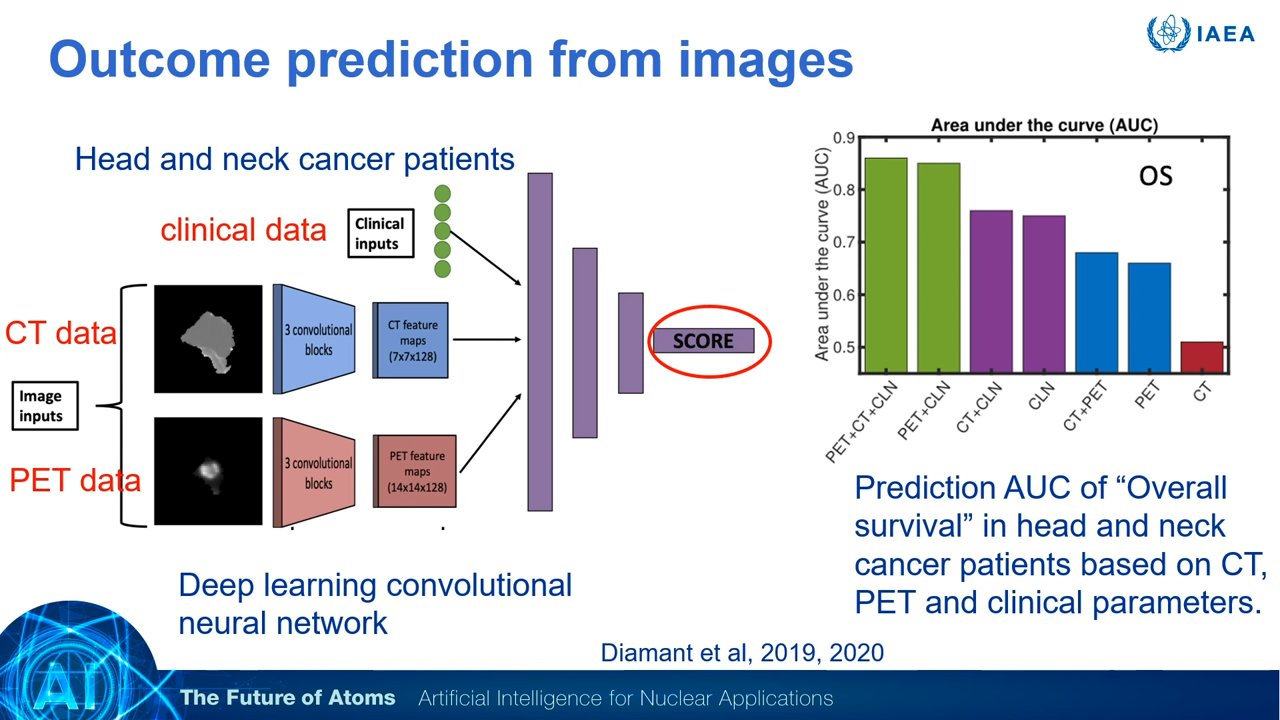 IAEA
Outcome prediction from images
Head and neck cancer patients
clinical data
Clinical
inputs
CT data
3 convolutional
blocks
CT feature
maps
(7x7x128)
SCORE
Image
inputs
PET data
3 convolutional
blocks
PET feature
maps
(14x14x128)
Deep learning convolutional
neural network
Area under the curve (AUC)
Area under the curve (AUC)
0.9
0.8
0.7
0.6
0.5
OS
PET+CT+CLN
PET+CLN
CT+CLN
CLN
CT+PET
PET
CT
Prediction AUC of “Overall
survival” in head and neck
cancer patients based on CT,
PET and clinical parameters.
Diamant et al, 2019, 2020
AI
The Future of Atoms Artificial Intelligence for Nuclear Applications